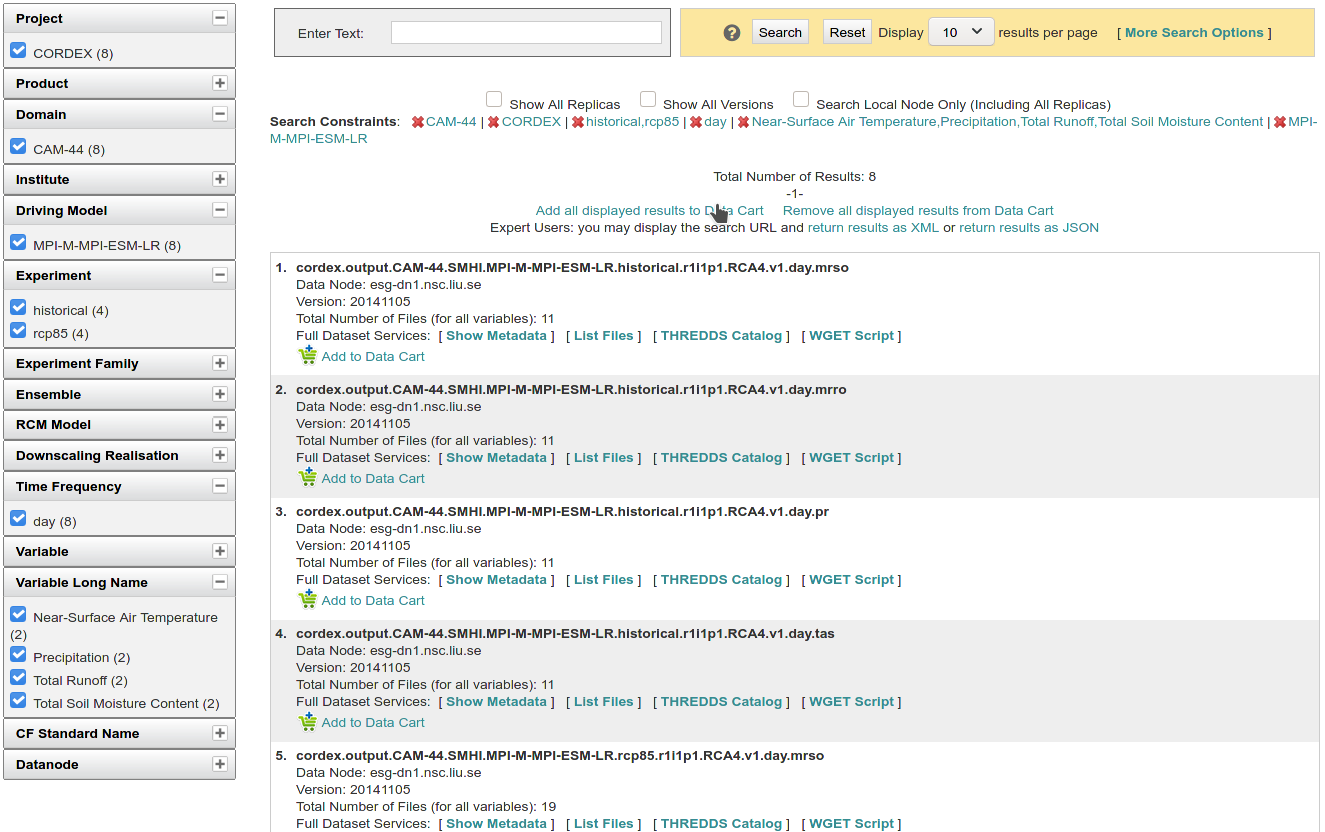 Project
CORDEX (8)
Product
Domain
CAM-44 (8)
Institute
Driving Model
MPI-M-MPI-ESM-LR (8)
Experiment
historical (4)
rcp85 (4)
Experiment Family
Ensemble
RCM Model
Downscaling Realisation
Time Frequency
day (8)
Variable
Variable Long Name
Near-Surface Air Temperature
(2)
Precipitation (2)
Total Runoff (2)
Total Soil Moisture Content (2)
CF Standard Name
Datanode
Enter Text:
? Search Reset Display 10 results per page [ More Search Options ]
Show All Replicas Show All Versions Search Local Node Only (Including All Replicas)
Search Constraints: CAM-44 | CORDEX | historical,rcp85 | day | Near-Surface Air Temperature,Precipitation,Total Runoff,Total Soil Moisture Content | MPI-
M-MPI-ESM-LR
Total Number of Results: 8
-1-
Add all displayed results to Data Cart Remove all displayed results from Data Cart
Expert Users: you may display the search URL and return results as XML or return results as JSON
1. cordex.output.CAM-44.SMHI.MPI-M-MPI-ESM-LR.historical.r1i1p1.RCA4.v1.day.mrso
Data Node: esg-dn1.nsc.liu.se
Version: 20141105
Total Number of Files (for all variables): 11
Full Dataset Services: [ Show Metadata ] [ List Files ] [ THREDDS Catalog ] [ WGET Script ]
Add to Data Cart
2. cordex.output.CAM-44.SMHI.MPI-M-MPI-ESM-LR.historical.r1i1p1.RCA4.v1.day.mrro
Data Node: esg-dn1.nsc.liu.se
Version: 20141105
Total Number of Files (for all variables): 11
Full Dataset Services: [ Show Metadata ] [ List Files ] [ THREDDS Catalog ] [ WGET Script ]
Add to Data Cart
3. cordex.output.CAM-44.SMHI.MPI-M-MPI-ESM-LR.historical.r1i1p1.RCA4.v1.day.pr
Data Node: esg-dn1.nsc.liu.se
Version: 20141105
Total Number of Files (for all variables): 11
Full Dataset Services: [ Show Metadata ] [ List Files ] [ THREDDS Catalog ] [ WGET Script ]
Add to Data Cart
4. cordex.output.CAM-44.SMHI.MPI-M-MPI-ESM-LR.historical.r1i1p1.RCA4.v1.day.tas
Data Node: esg-dn1.nsc.liu.se
Version: 20141105
Total Number of Files (for all variables): 11
Full Dataset Services: [ Show Metadata ] [ List Files ] [ THREDDS Catalog ] [ WGET Script ]
Add to Data Cart
5. cordex.output.CAM-44.SMHI.MPI-M-MPI-ESM-LR.rcp85.r1i1p1.RCA4.v1.day.mrso
Data Node: esg-dn1.nsc.liu.se
Version: 20141105
Total Number of Files (for all variables): 19
Full Dataset Services: [ Show Metadata ] [ List Files ] [ THREDDS Catalog ] [ WGET Script ]